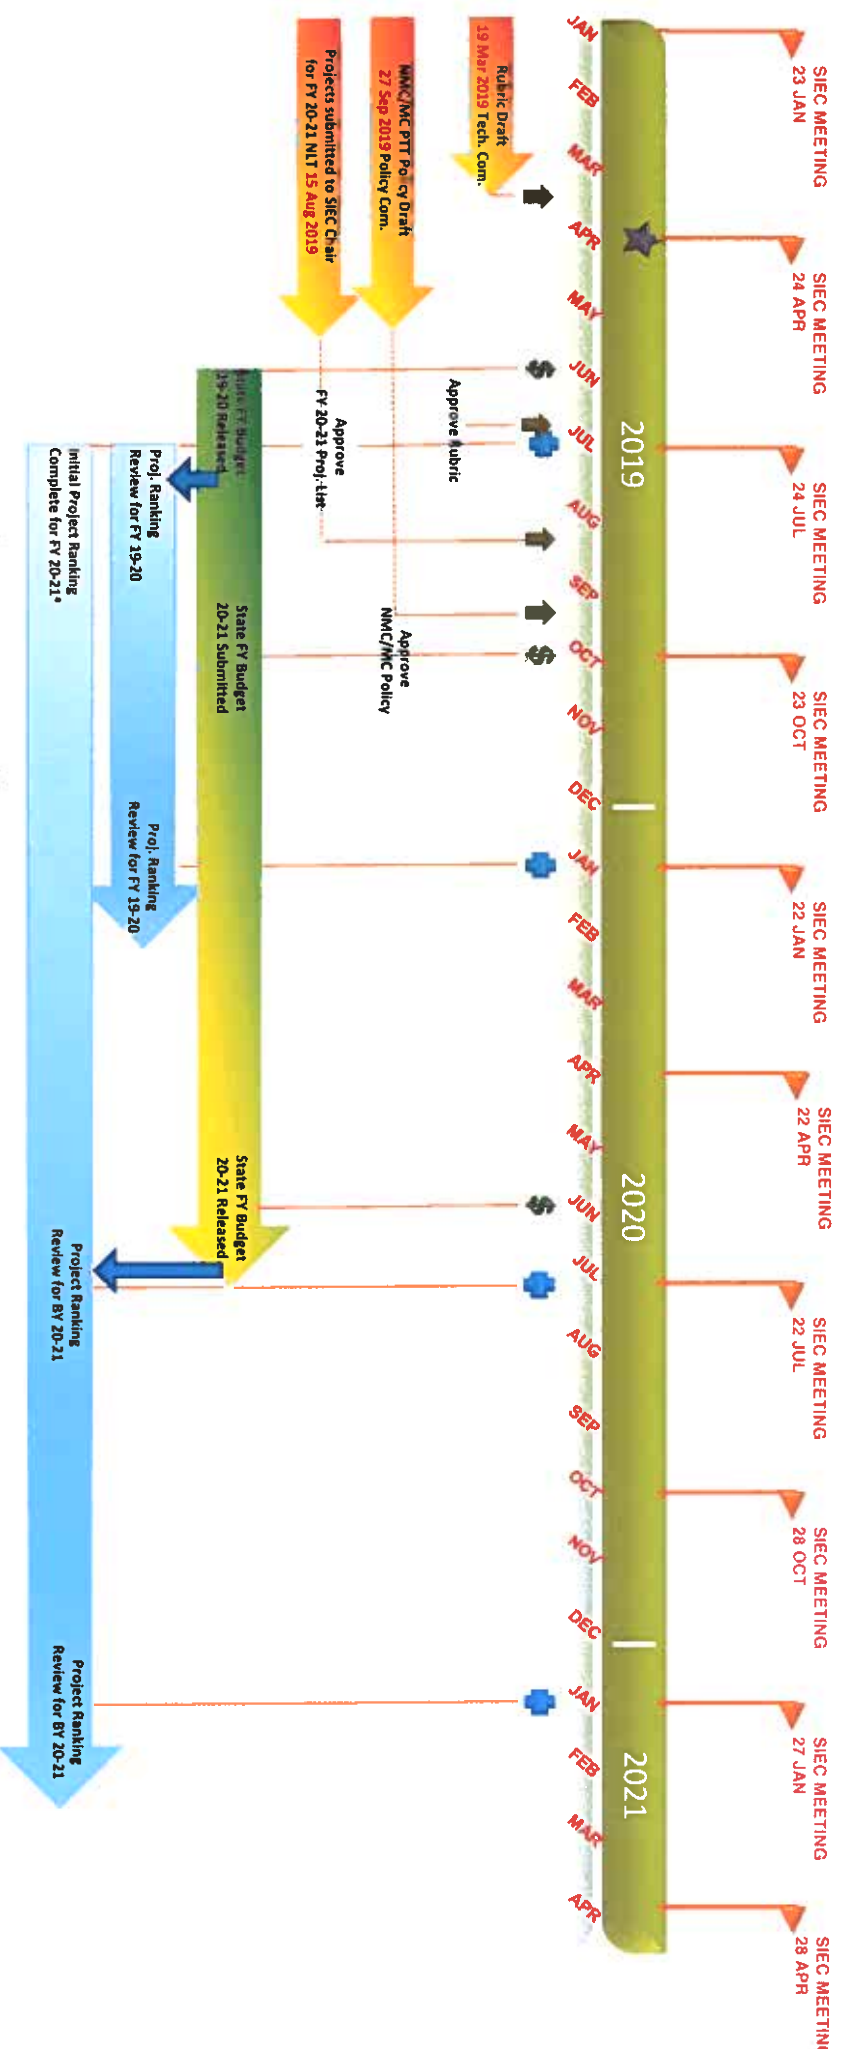 SIEC MEETING
23 JAN
SIEC MEETING
24 APR
SIEC MEETING
24 JUL
SIEC MEETING
23 OCT
SIEC MEETING
22 JAN
SIEC MEETING
22 APR
SIEC MEETING
22 JUL
SIEC MEETING
28 OCT
SIEC MEETING
27 JAN
SIEC MEETIN
28 APR
2019
2020
2021
JAN
FEB
MAR
APR
MAY
JUN
JUL
AUG
SEP
OCT
NOV
DEC
JAN
FEB
MAR
APR
MAY
JUN
JUL
AUG
SEP
OCT
NOV
DEC
JAN
FEB
MAR
APR
$
$
$
Rubric Draft
19 Mar 2019 Tech. Com.
Approve Rubric
NMC/MC PTT Policy Draft
27 Sep 2019 Policy Com.
Approve
NMC/MC Policy
Projects submitted to SIEC Chair
for FY 20-21 NLT 15 Aug 2019
Approve
FY 20-21 Proj. List
State FY Budget
19-20 Released
State FY Budget
20-21 Submitted
State FY Budget
20-21 Released
Proj. Ranking
Review for FY 19-20
Proj. Ranking
Review for FY 19-20
Initial Project Ranking
Complete for FY 20-21*
Project Ranking
Review for BY 20-21
Project Ranking
Review for BY 20-21